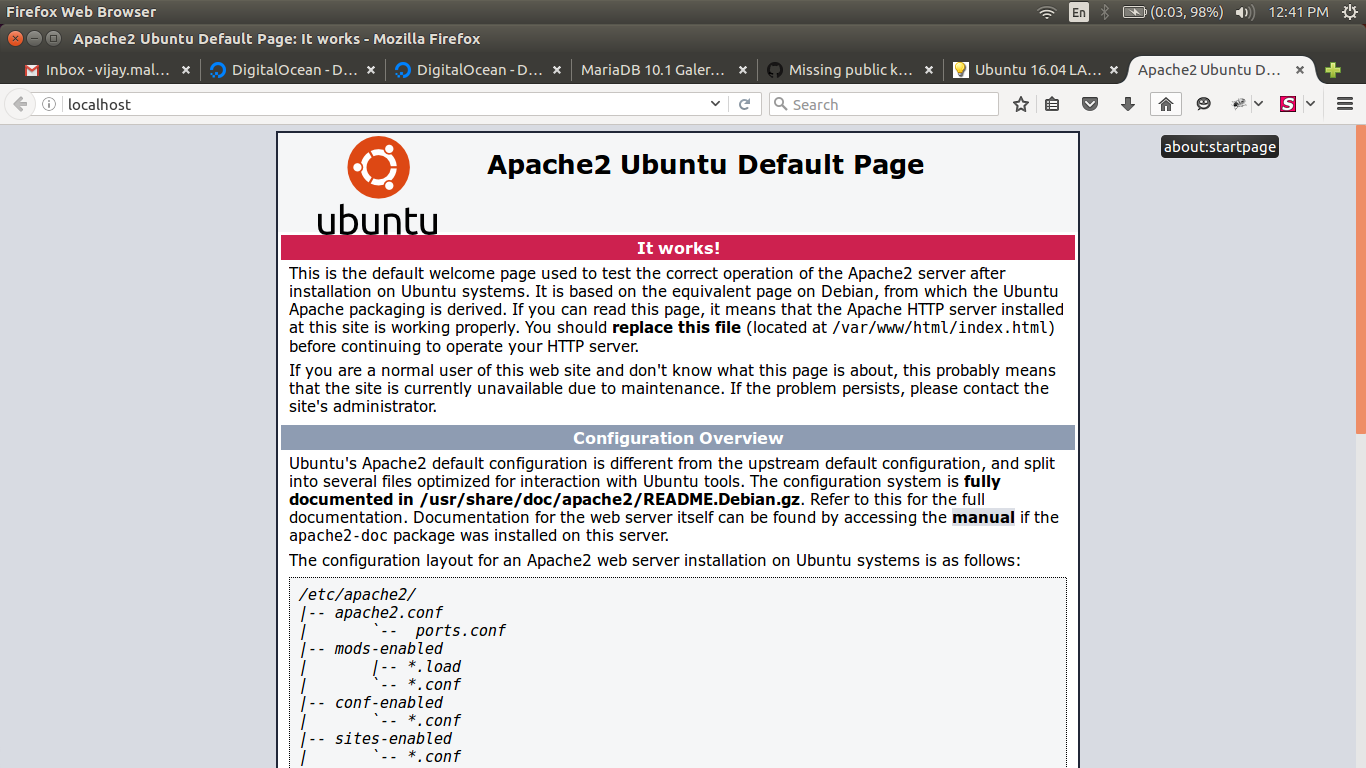 Firefox Web Browser
En
(0:03, 98%)
12:41 PM
Apache2 Ubuntu Default Page: It works - Mozilla Firefox
Inbox - vijay.mal...
DigitalOcean - D...
DigitalOcean - D...
MariaDB 10.1 Galer...
Missing public k...
Ubuntu 16.04 LA...
Apache2 Ubuntu D...
localhost
Search
S
about:startpage
ubuntu
Apache2 Ubuntu Default Page
It works!
This is the default welcome page used to test the correct operation of the Apache2 server after
installation on Ubuntu systems. It is based on the equivalent page on Debian, from which the Ubuntu
Apache packaging is derived. If you can read this page, it means that the Apache HTTP server installed
at this site is working properly. You should replace this file (located at /var/www/html/index.html)
before continuing to operate your HTTP server.
If you are a normal user of this web site and don't know what this page is about, this probably means
that the site is currently unavailable due to maintenance. If the problem persists, please contact the
site's administrator.
Configuration Overview
Ubuntu's Apache2 default configuration is different from the upstream default configuration, and split
into several files optimized for interaction with Ubuntu tools. The configuration system is fully
documented in /usr/share/doc/apache2/README.Debian.gz. Refer to this for the full
documentation. Documentation for the web server itself can be found by accessing the manual if the
apache2-doc package was installed on this server.
The configuration layout for an Apache2 web server installation on Ubuntu systems is as follows:
/etc/apache2/
|-- apache2.conf
|       `--  ports.conf
|-- mods-enabled
|       |-- *.load
|       `-- *.conf
|-- conf-enabled
|       `-- *.conf
|-- sites-enabled
|       `-- *.conf